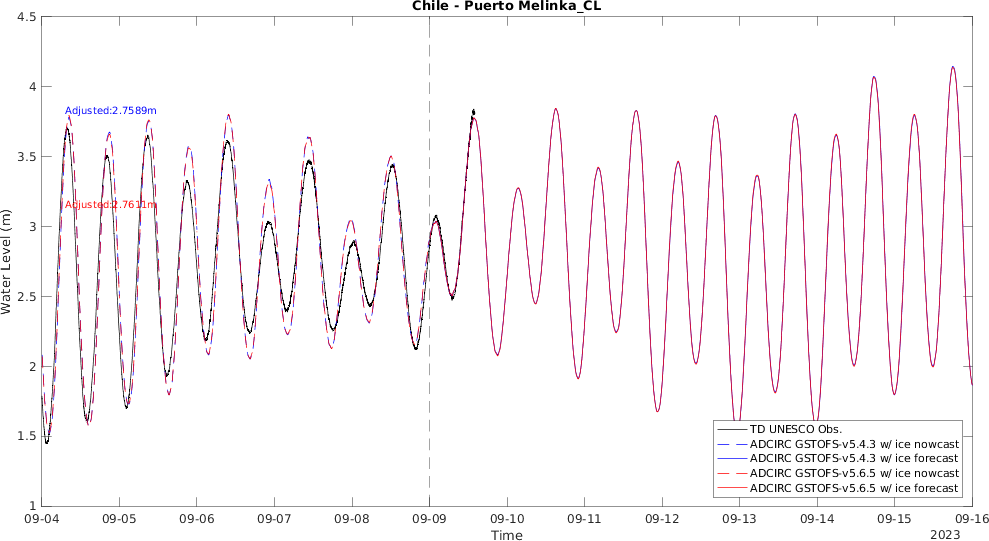 Chile - Puerto Melinka_CL
4.5
4
3.5
3
2.5
2
1.5
1
Water Level (m)
Adjusted:2.7589m
Adjusted:2.7611m
TD UNESCO Obs.
ADCIRC GSTOFS-v5.4.3 w/ ice nowcast
ADCIRC GSTOFS-v5.4.3 w/ ice forecast
ADCIRC GSTOFS-v5.6.5 w/ ice nowcast
ADCIRC GSTOFS-v5.6.5 w/ ice forecast
09-04 09-05 09-06 09-07 09-08 09-09 09-10 09-11 09-12 09-13 09-14 09-15 09-16
Time
2023